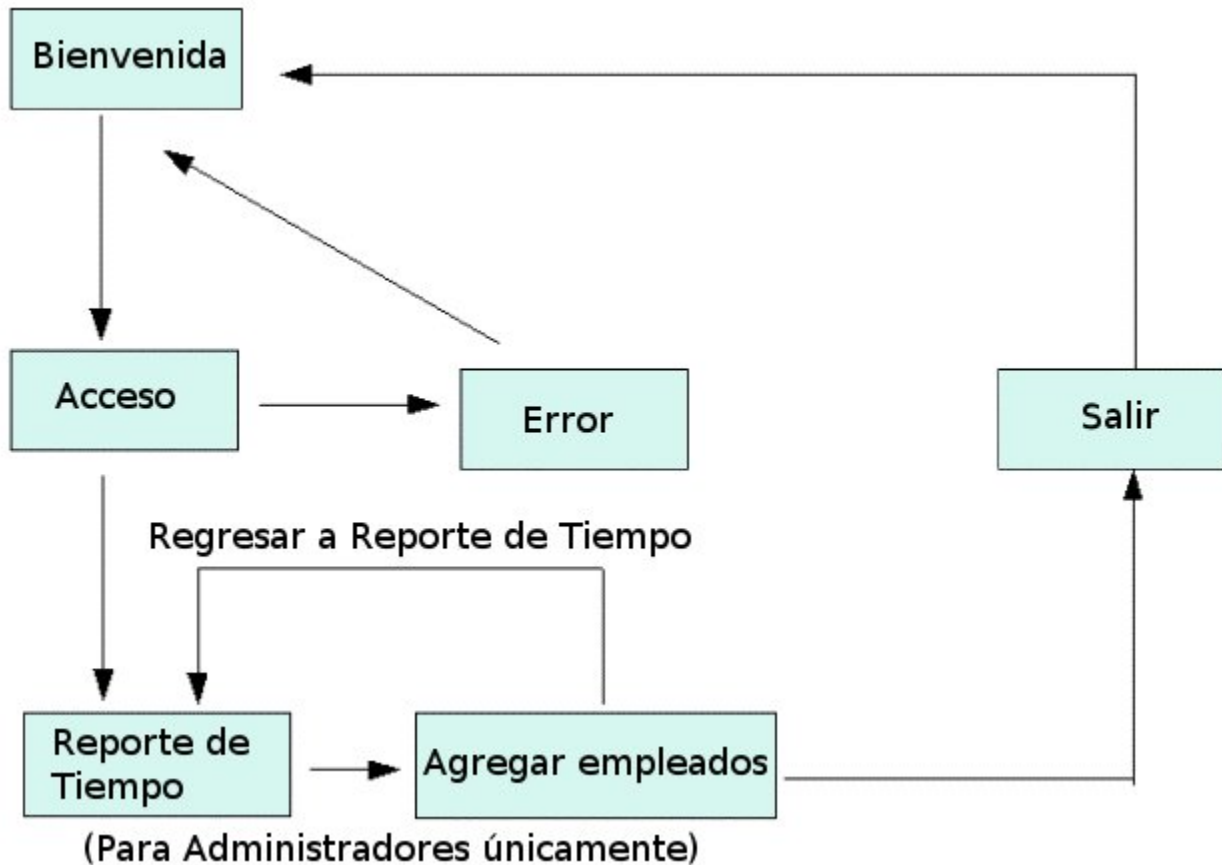 Bienvenida
Acceso
Error
Salir
Regresar a Reporte de Tiempo
Reporte de
Tiempo
Agregar empleados
(Para Administradores únicamente)